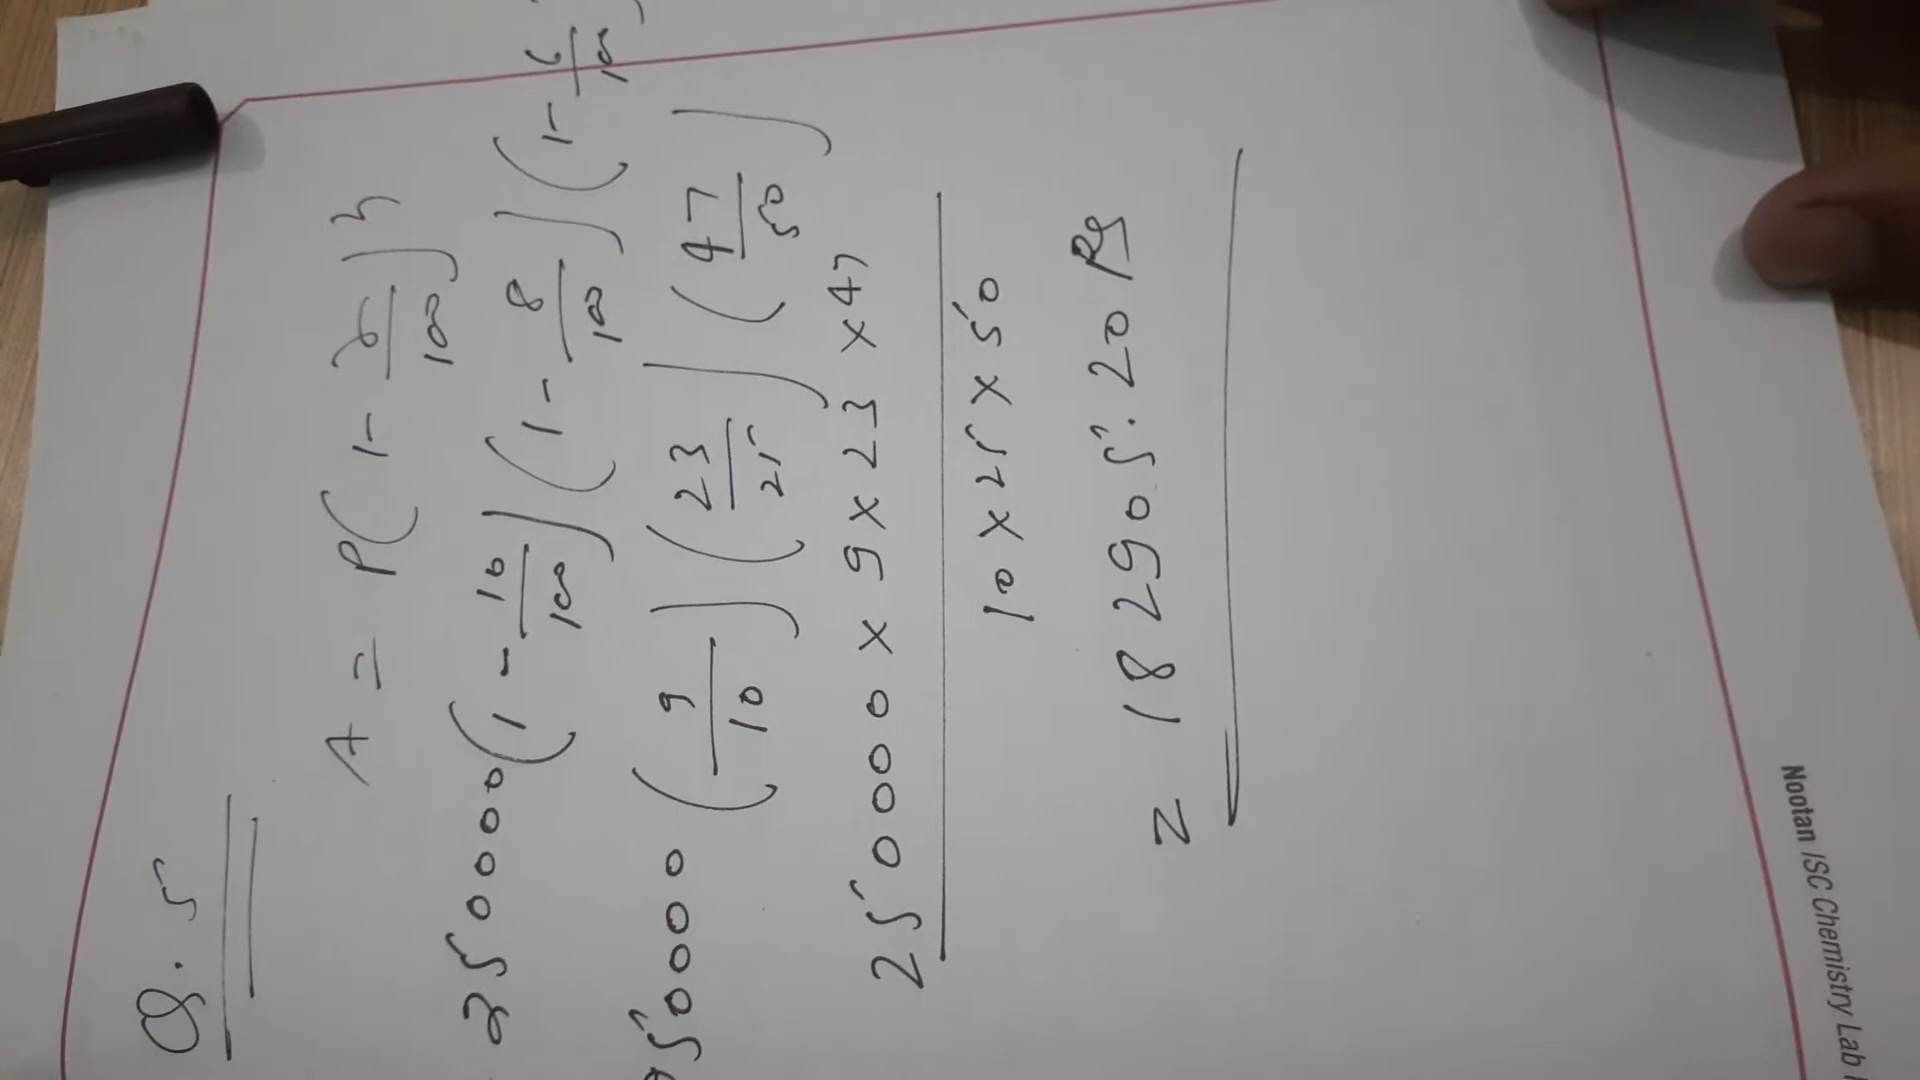 Q. 5
A = P(1 - r/100)^n
250000(1 - 10/100)(1 - 8/100)(1 - 6/100)
50000 (9/10)(23/25)(47/50)
250000 x 9 x 23 x 47
10 x 25 x 50
= 182905.20 Rs
Nootan ISC Chemistry Lab